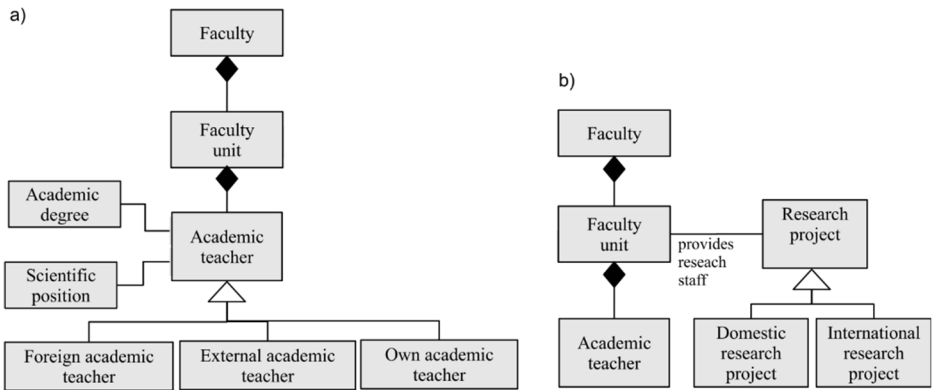 a)
Faculty
Faculty
unit
Academic
degree
Academic
teacher
Scientific
position
Foreign academic
teacher
External academic
teacher
Own academic
teacher
b)
Faculty
Faculty
unit
provides
reseach
staff
Research
project
Academic
teacher
Domestic
research
project
International
research
project